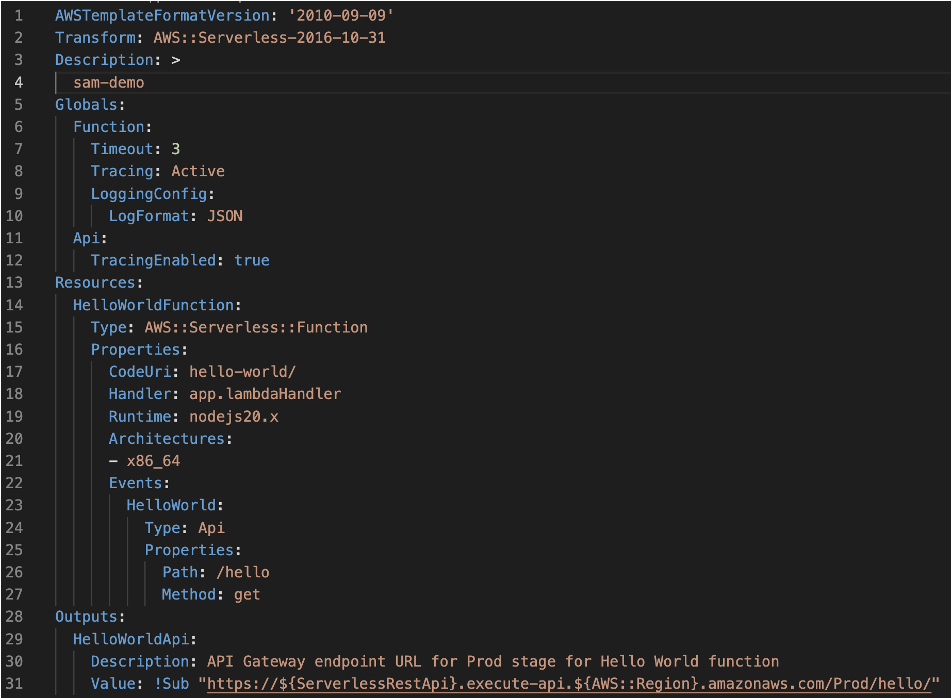 1 AWSTemplateFormatVersion: '2010-09-09'
2 Transform: AWS::Serverless-2016-10-31
3 Description: >
4   sam-demo
5 Globals:
6   Function:
7     Timeout: 3
8     Tracing: Active
9     LoggingConfig:
10       LogFormat: JSON
11   Api:
12     TracingEnabled: true
13 Resources:
14   HelloWorldFunction:
15     Type: AWS::Serverless::Function
16     Properties:
17       CodeUri: hello-world/
18       Handler: app.lambdaHandler
19       Runtime: nodejs20.x
20       Architectures:
21       - x86_64
22       Events:
23         HelloWorld:
24           Type: Api
25           Properties:
26             Path: /hello
27             Method: get
28 Outputs:
29   HelloWorldApi:
30     Description: API Gateway endpoint URL for Prod stage for Hello World function
31     Value: !Sub "https://${ServerlessRestApi}.execute-api.${AWS::Region}.amazonaws.com/Prod/hello/"